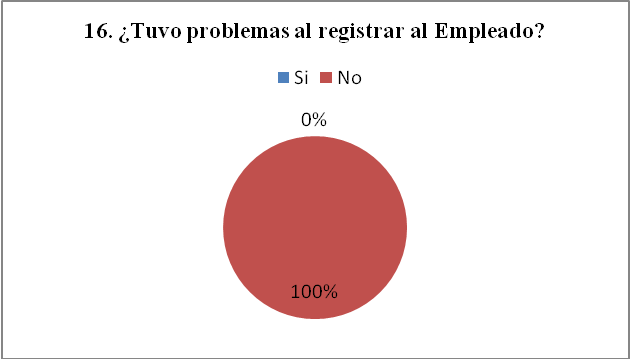 16. ¿Tuvo problemas al registrar al Empleado?
Si No
0%
100%